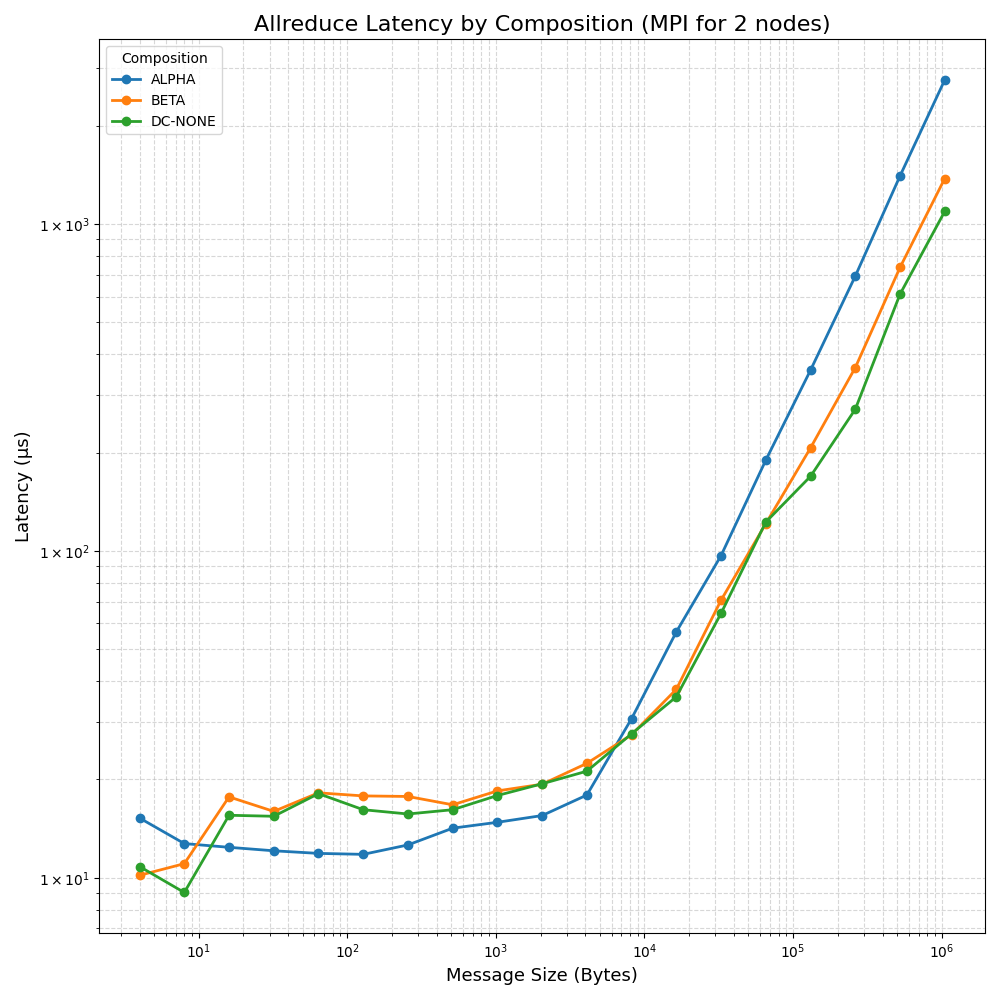 Allreduce Latency by Composition (MPI for 2 nodes)
Composition
ALPHA
BETA
DC-NONE
Latency (μs)
1 × 10³
1 × 10²
1 × 10¹
10¹ 10² 10³ 10⁴ 10⁵ 10⁶
Message Size (Bytes)